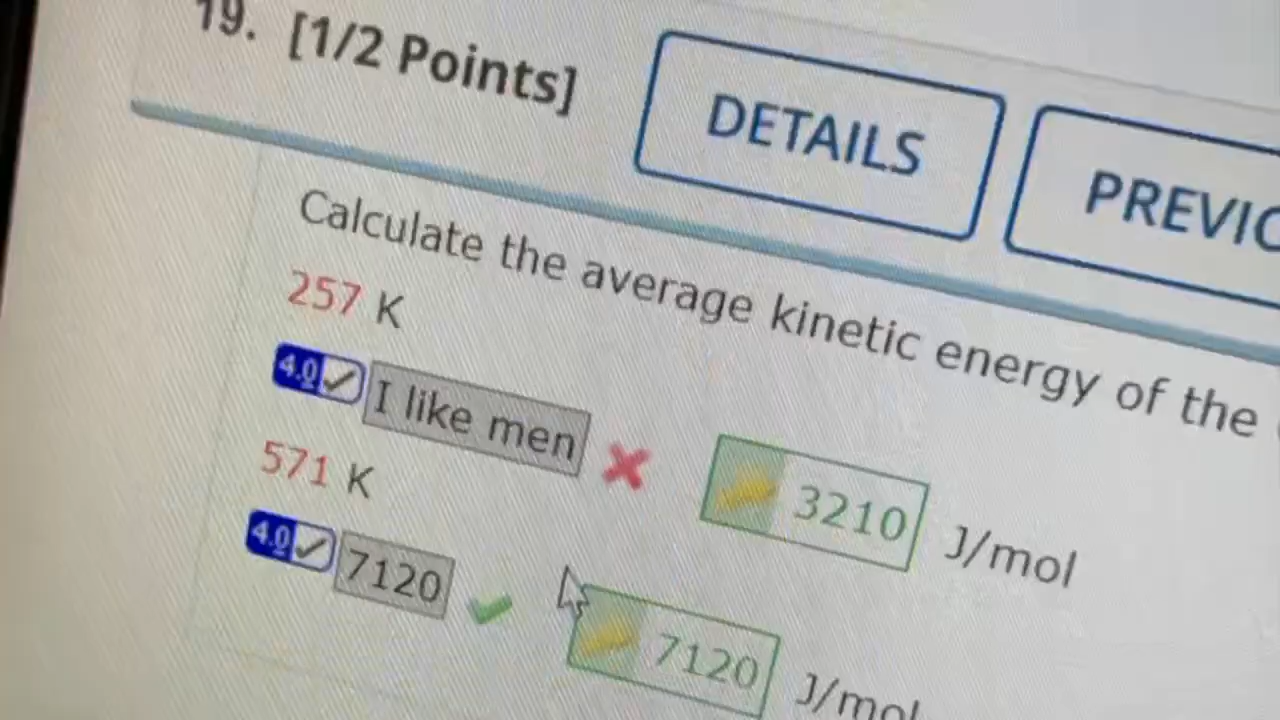 19. [1/2 Points]
DETAILS
Calculate the average kinetic energy of the
257 K
4.0 I like men 3210 J/mol
571 K
4.0 7120 7120 J/mol